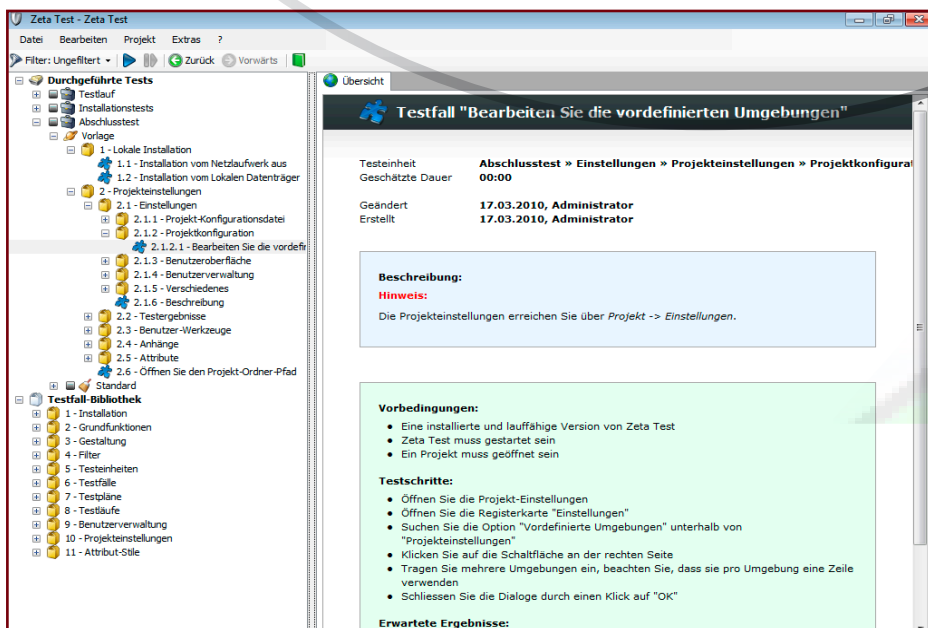 Zeta Test - Zeta Test
Datei Bearbeiten Projekt Extras ?
Filter: Ungefiltert Zurück Vorwärts
Durchgeführte Tests
Testlauf
Installationstests
Abschlusstest
Vorlage
1 - Lokale Installation
1.1 - Installation vom Netzlaufwerk aus
1.2 - Installation vom Lokalen Datenträger
2 - Projekteinstellungen
2.1 - Einstellungen
2.1.1 - Projekt-Konfigurationsdatei
2.1.2 - Projektkonfiguration
2.1.2.1 - Bearbeiten Sie die vordefir
2.1.3 - Benutzeroberfläche
2.1.4 - Benutzerverwaltung
2.1.5 - Verschiedenes
2.1.6 - Beschreibung
2.2 - Testergebnisse
2.3 - Benutzer-Werkzeuge
2.4 - Anhänge
2.5 - Attribute
2.6 - Öffnen Sie den Projekt-Ordner-Pfad
Standard
Testfall-Bibliothek
1 - Installation
2 - Grundfunktionen
3 - Gestaltung
4 - Filter
5 - Testeinheiten
6 - Testfälle
7 - Testpläne
8 - Testläufe
9 - Benutzerverwaltung
10 - Projekteinstellungen
11 - Attribut-Stile
Übersicht
Testfall "Bearbeiten Sie die vordefinierten Umgebungen"
Testeinheit Abschlusstest » Einstellungen » Projekteinstellungen » Projektkonfigurat
Geschätzte Dauer 00:00
Geändert 17.03.2010, Administrator
Erstellt 17.03.2010, Administrator
Beschreibung:
Hinweis:
Die Projekteinstellungen erreichen Sie über Projekt -> Einstellungen.
Vorbedingungen:
• Eine installierte und lauffähige Version von Zeta Test
• Zeta Test muss gestartet sein
• Ein Projekt muss geöffnet sein
Testschritte:
• Öffnen Sie die Projekt-Einstellungen
• Öffnen Sie die Registerkarte "Einstellungen"
• Suchen Sie die Option "Vordefinierte Umgebungen" unterhalb von
"Projekteinstellungen"
• Klicken Sie auf die Schaltfläche an der rechten Seite
• Tragen Sie mehrere Umgebungen ein, beachten Sie, dass sie pro Umgebung eine Zeile
verwenden
• Schliessen Sie die Dialoge durch einen Klick auf "OK"
Erwartete Ergebnisse: